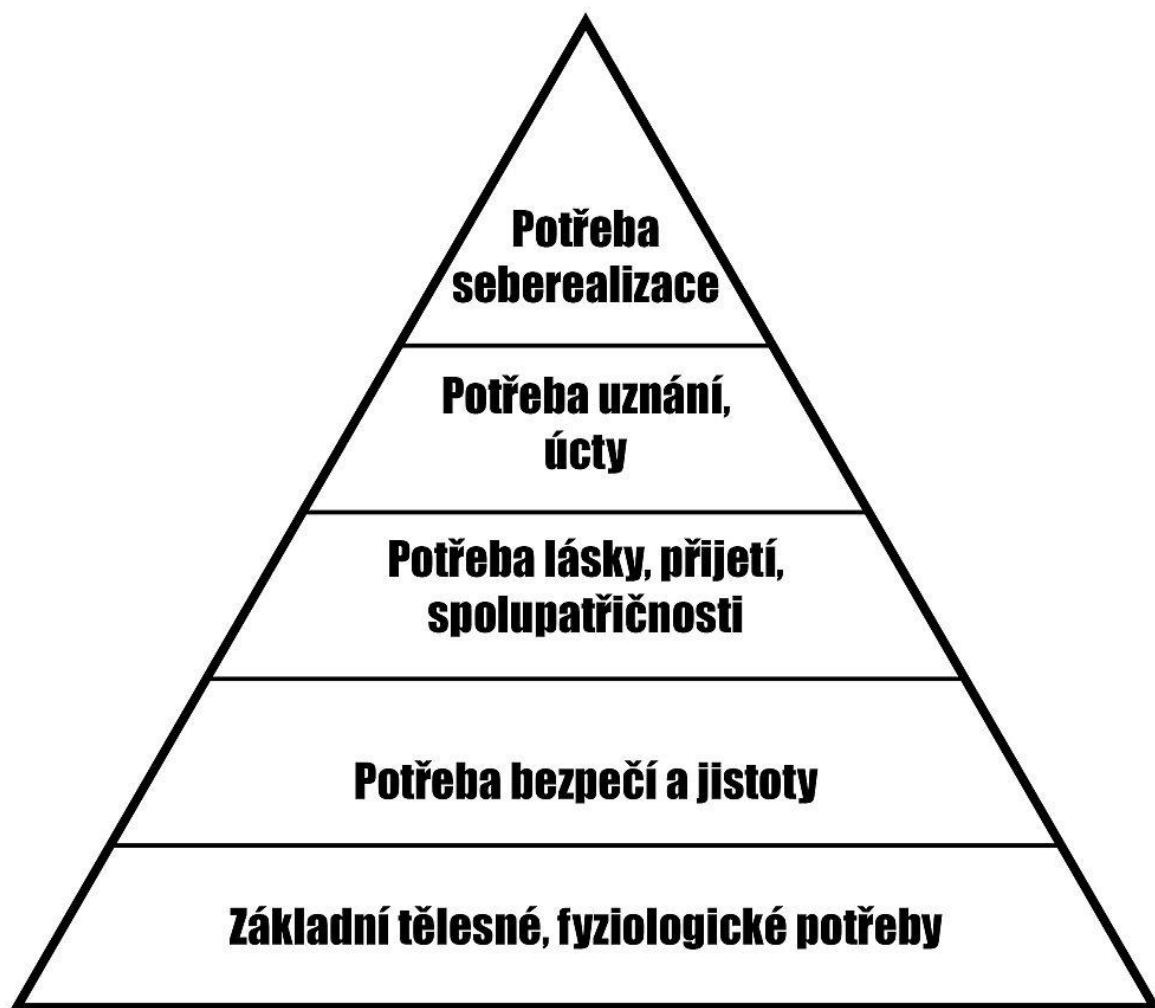 Potřeba
seberealizace
Potřeba uznání,
úcty
Potřeba lásky, přijetí,
spolupatřičnosti
Potřeba bezpečí a jistoty
Základní tělesné, fyziologické potřeby